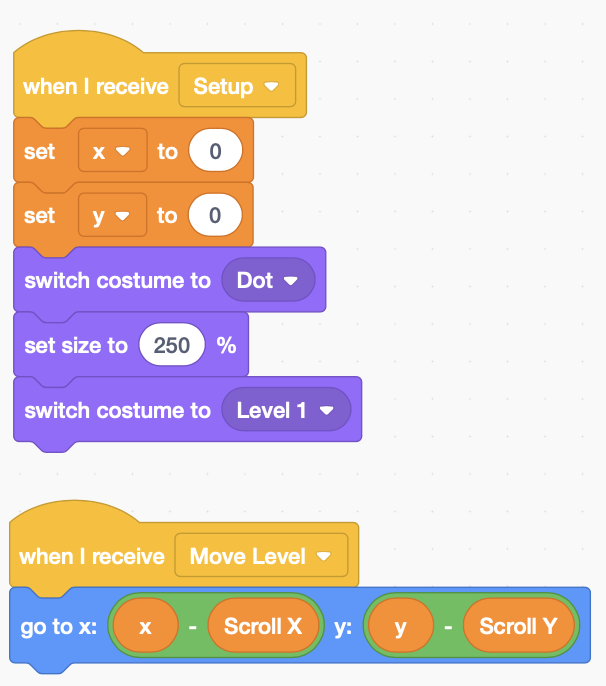 when I receive Setup
set x to 0
set y to 0
switch costume to Dot
set size to 250 %
switch costume to Level 1
when I receive Move Level
go to x: x - Scroll X y: y - Scroll Y